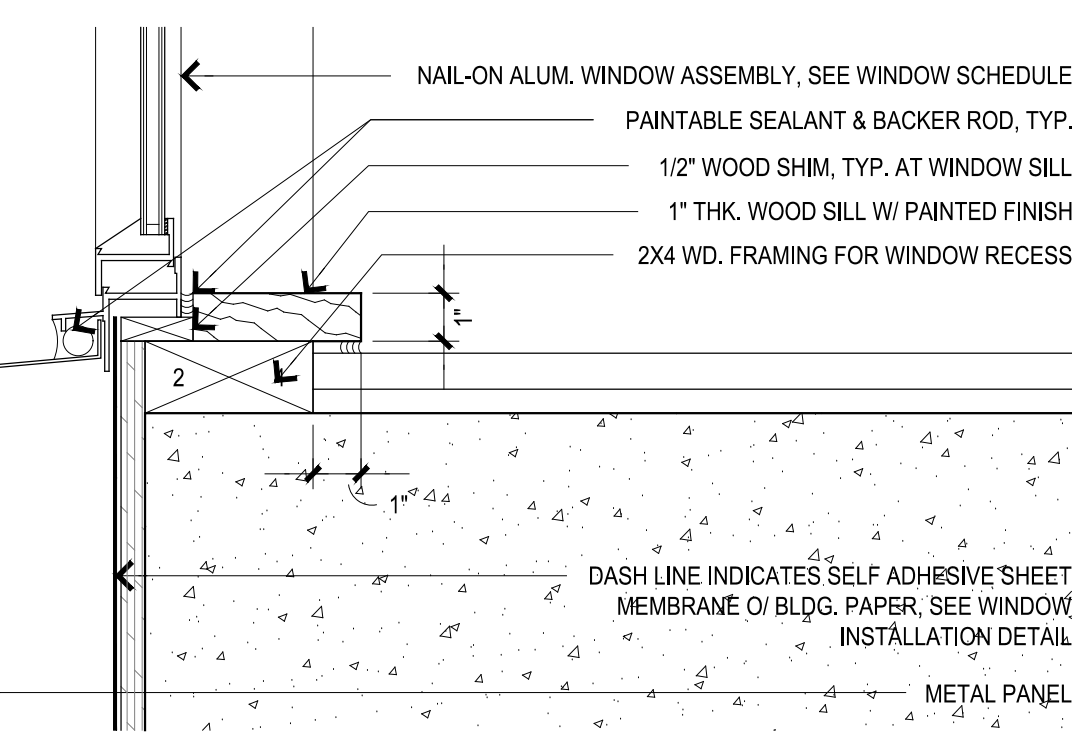 NAIL-ON ALUM. WINDOW ASSEMBLY, SEE WINDOW SCHEDULE
PAINTABLE SEALANT & BACKER ROD, TYP.
1/2" WOOD SHIM, TYP. AT WINDOW SILL
1" THK. WOOD SILL W/ PAINTED FINISH
2X4 WD. FRAMING FOR WINDOW RECESS
1"
2
1"
DASH LINE INDICATES SELF ADHESIVE SHEET
MEMBRANE O/ BLDG. PAPER, SEE WINDOW
INSTALLATION DETAIL
METAL PANEL